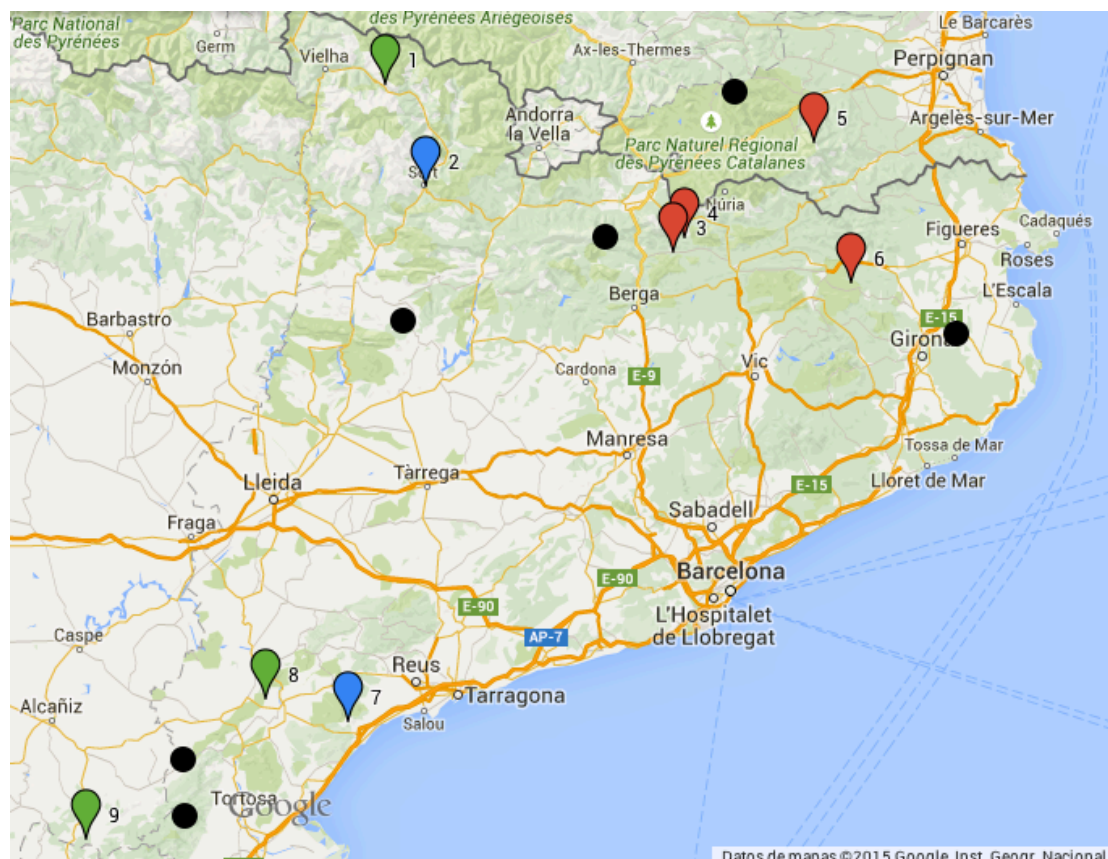 Parc National
des Pyrénées
des Pyrénées Ariégeoises
Germ
Vielha
1
Ax-les-Thermes
Le Barcarès
Perpignan
Andorra
la Vella
5
Argelès-sur-Mer
Parc Naturel Régional
des Pyrénées Catalanes
2
Sort
Núria
4
3
Cadaqués
Figueres
Roses
6
L'Escala
Berga
Barbastro
E-15
Girona
Monzón
Vic
Cardona
E-9
Manresa
Tossa de Mar
Tàrrega
Lleida
Lloret de Mar
E-15
Sabadell
Fraga
Barcelona
E-90
E-90
L'Hospitalet
de Llobregat
Caspe
AP-7
Reus
8
7
Tarragona
Alcañiz
Salou
Tortosa
Google
9
Datos de mapas ©2015 Google, Inst. Geogr. Nacional